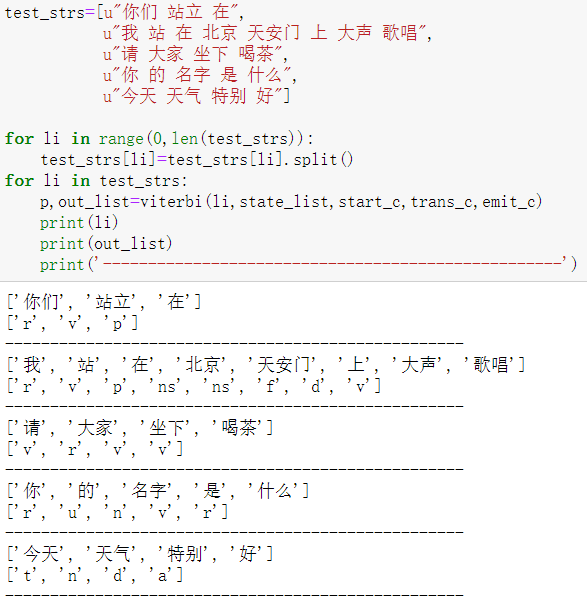 test_strs=[u"你们 站立 在",
u"我 站 在 北京 天安门 上 大声 歌唱",
u"请 大家 坐下 喝茶",
u"你 的 名字 是 什么",
u"今天 天气 特别 好"]
for li in range(0,len(test_strs)):
test_strs[li]=test_strs[li].split()
for li in test_strs:
p,out_list=viterbi(li,state_list,start_c,trans_c,emit_c)
print(li)
print(out_list)
print('---------------------------------------------------')
['你们', '站立', '在']
['r', 'v', 'p']
---------------------------------------------------
['我', '站', '在', '北京', '天安门', '上', '大声', '歌唱']
['r', 'v', 'p', 'ns', 'ns', 'f', 'd', 'v']
---------------------------------------------------
['请', '大家', '坐下', '喝茶']
['v', 'r', 'v', 'v']
---------------------------------------------------
['你', '的', '名字', '是', '什么']
['r', 'u', 'n', 'v', 'r']
---------------------------------------------------
['今天', '天气', '特别', '好']
['t', 'n', 'd', 'a']
---------------------------------------------------